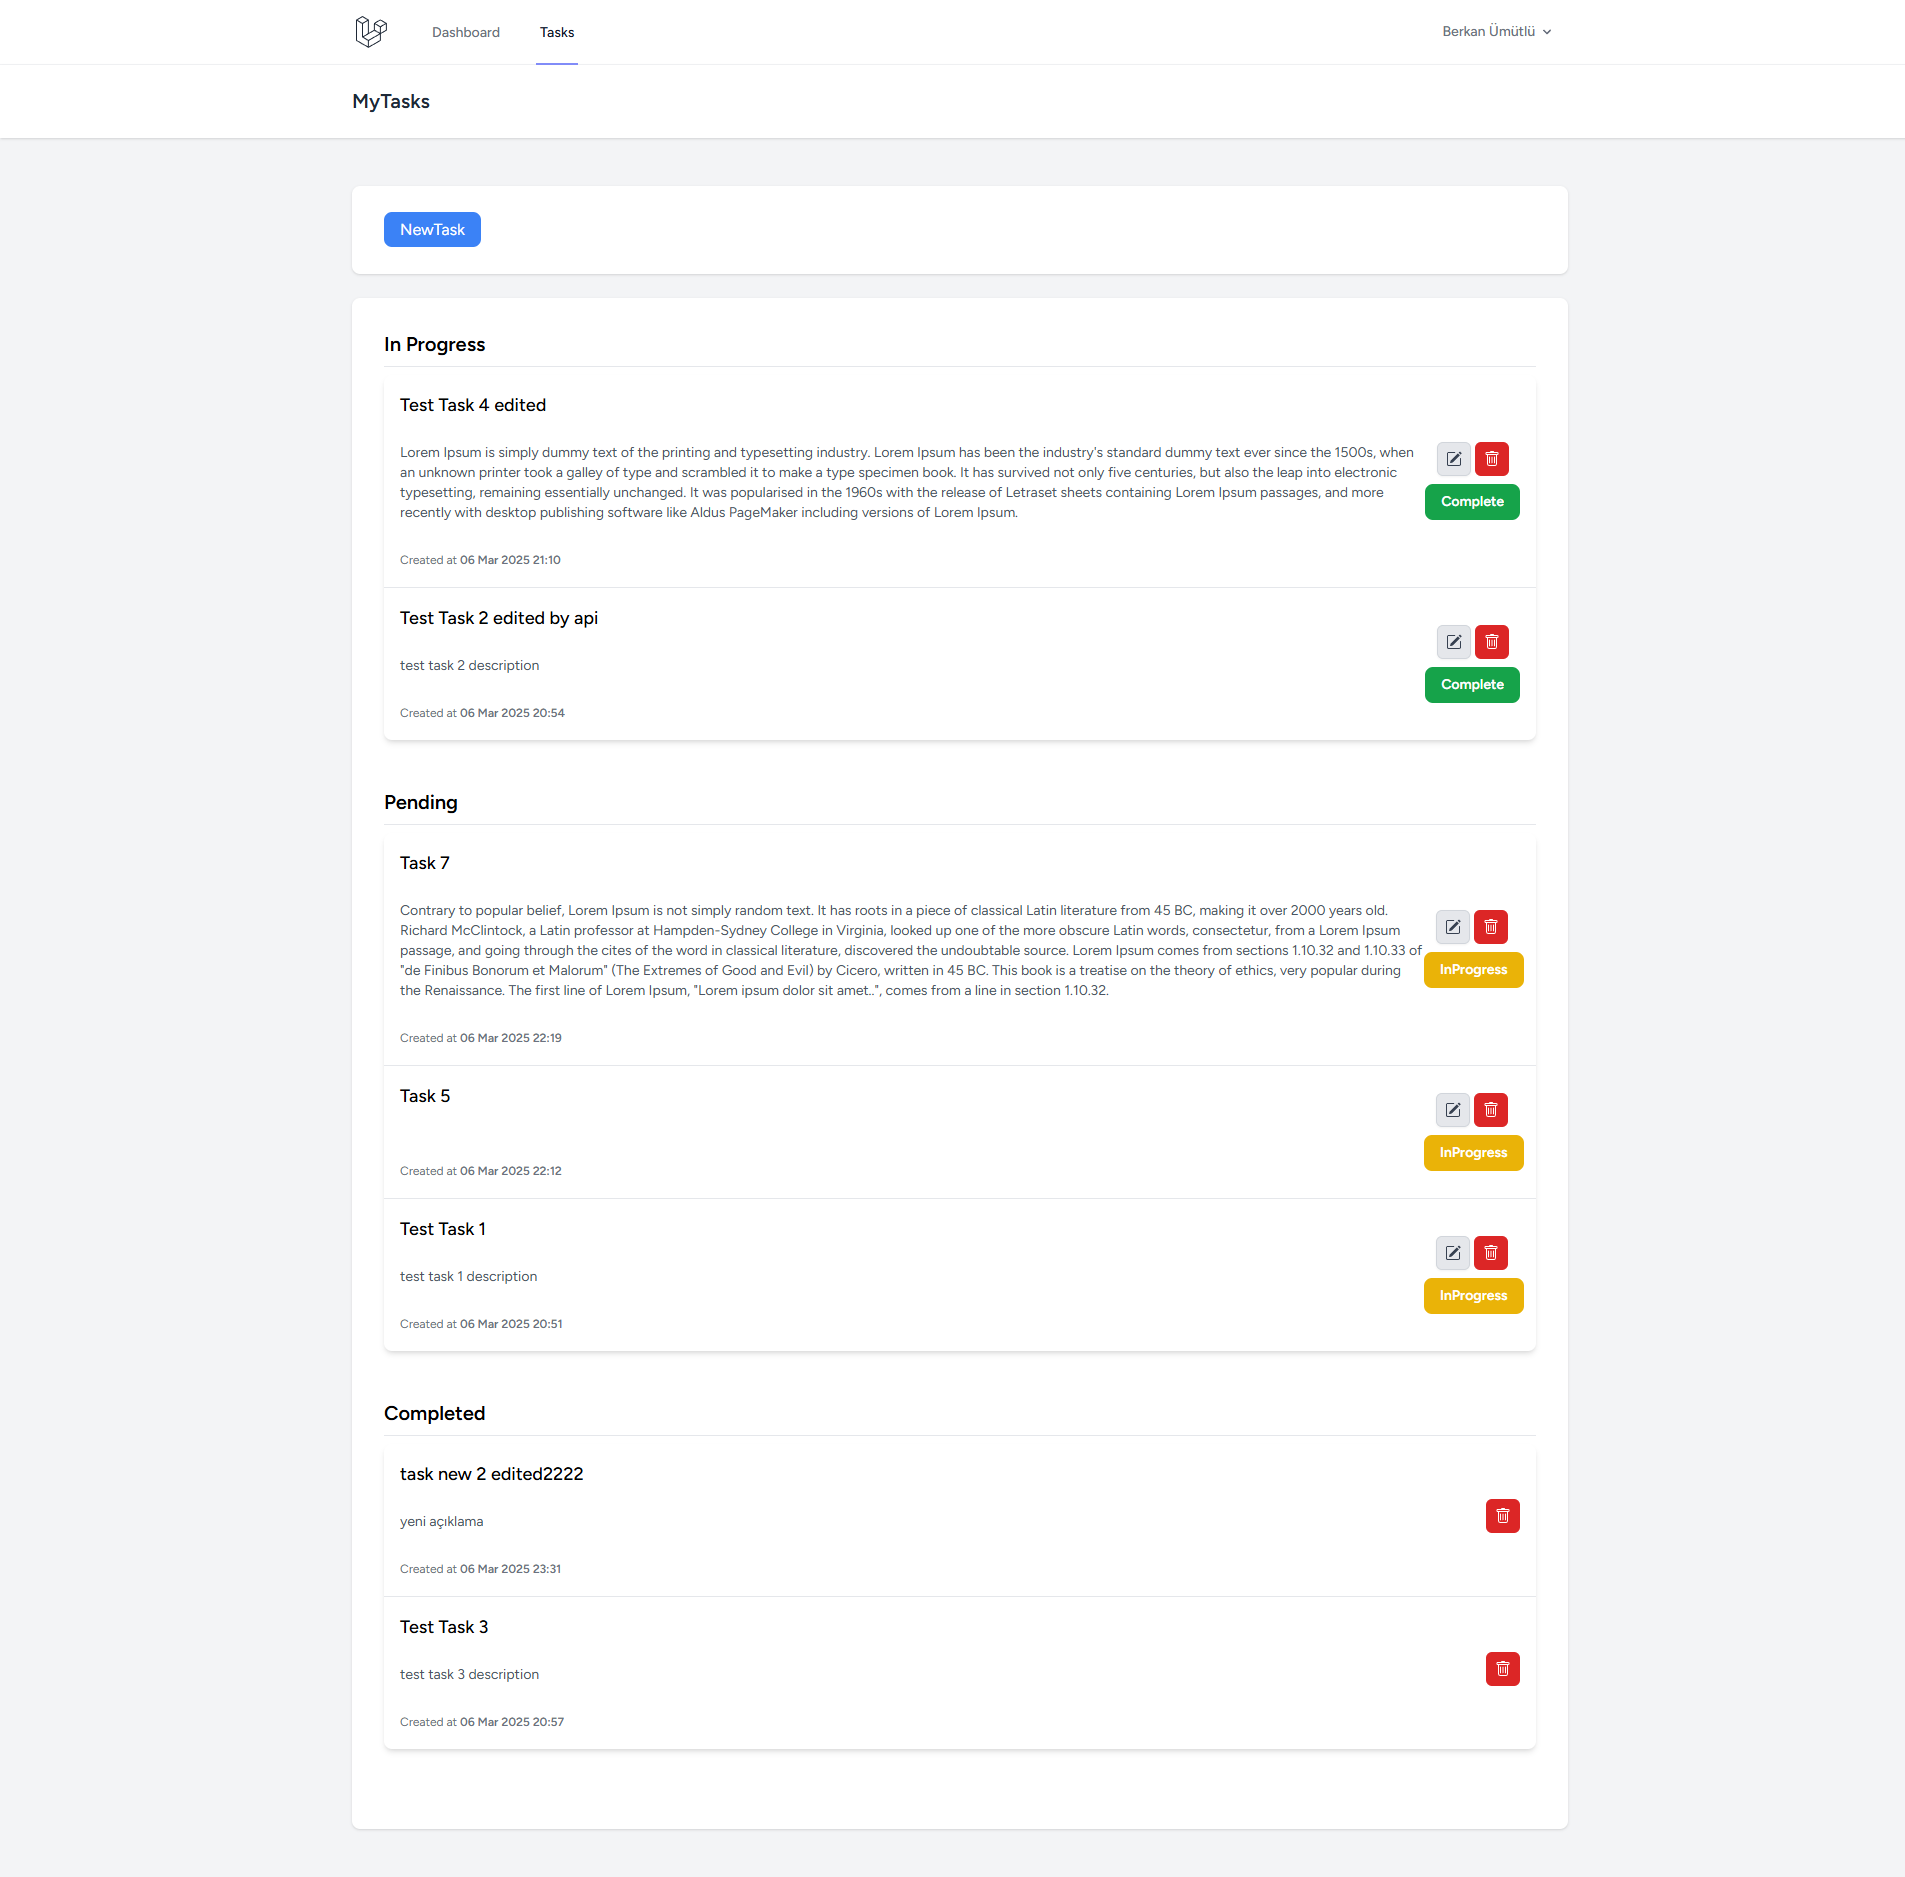 Dashboard
Tasks
Berkan Ümütlü
MyTasks
NewTask
In Progress
Test Task 4 edited
Lorem Ipsum is simply dummy text of the printing and typesetting industry. Lorem Ipsum has been the industry's standard dummy text ever since the 1500s, when
an unknown printer took a galley of type and scrambled it to make a type specimen book. It has survived not only five centuries, but also the leap into electronic
typesetting, remaining essentially unchanged. It was popularised in the 1960s with the release of Letraset sheets containing Lorem Ipsum passages, and more
recently with desktop publishing software like Aldus PageMaker including versions of Lorem Ipsum.
Complete
Created at 06 Mar 2025 21:10
Test Task 2 edited by api
test task 2 description
Complete
Created at 06 Mar 2025 20:54
Pending
Task 7
Contrary to popular belief, Lorem Ipsum is not simply random text. It has roots in a piece of classical Latin literature from 45 BC, making it over 2000 years old.
Richard McClintock, a Latin professor at Hampden-Sydney College in Virginia, looked up one of the more obscure Latin words, consectetur, from a Lorem Ipsum
passage, and going through the cites of the word in classical literature, discovered the undoubtable source. Lorem Ipsum comes from sections 1.10.32 and 1.10.33 of
"de Finibus Bonorum et Malorum" (The Extremes of Good and Evil) by Cicero, written in 45 BC. This book is a treatise on the theory of ethics, very popular during
the Renaissance. The first line of Lorem Ipsum, "Lorem ipsum dolor sit amet..", comes from a line in section 1.10.32.
InProgress
Created at 06 Mar 2025 22:19
Task 5
InProgress
Created at 06 Mar 2025 22:12
Test Task 1
test task 1 description
InProgress
Created at 06 Mar 2025 20:51
Completed
task new 2 edited2222
yeni açıklama
Created at 06 Mar 2025 23:31
Test Task 3
test task 3 description
Created at 06 Mar 2025 20:57